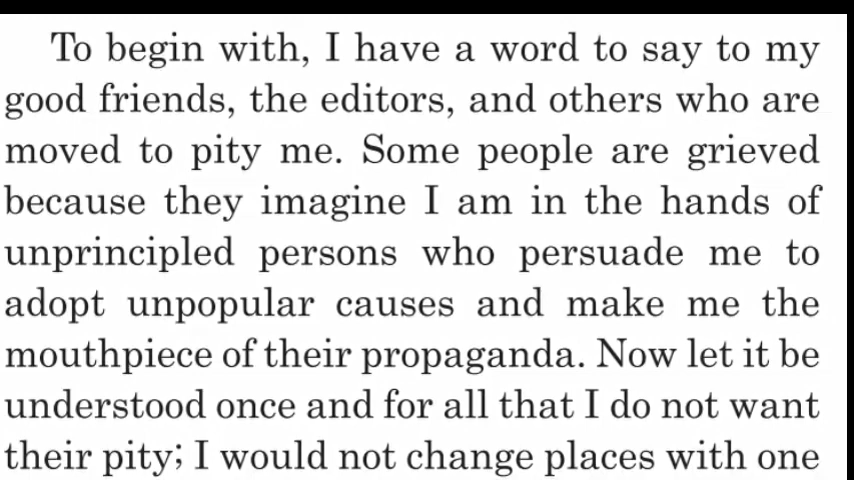 To begin with, I have a word to say to my
good friends, the editors, and others who are
moved to pity me. Some people are grieved
because they imagine I am in the hands of
unprincipled persons who persuade me to
adopt unpopular causes and make me the
mouthpiece of their propaganda. Now let it be
understood once and for all that I do not want
their pity; I would not change places with one